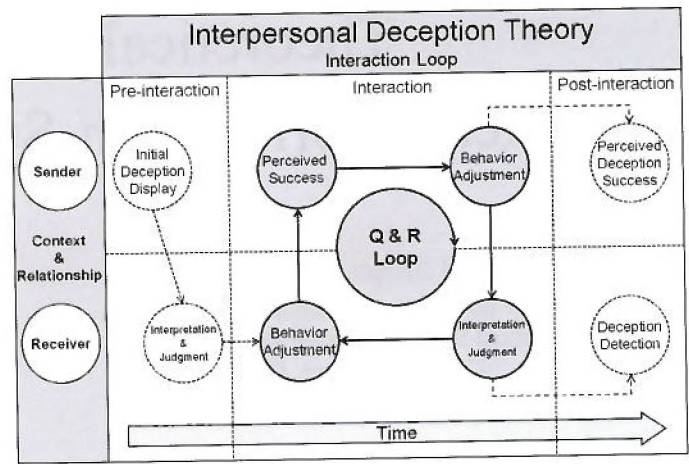 Interpersonal Deception Theory
Interaction Loop
Pre-interaction
Interaction
Post-interaction
Sender
Initial
Deception
Display
Perceived
Success
Behavior
Adjustment
Perceived
Deception
Success
Context
&
Relationship
Q & R
Loop
Receiver
Interpretation
&
Judgment
Behavior
Adjustment
Interpretation
&
Judgment
Deception
Detection
Time